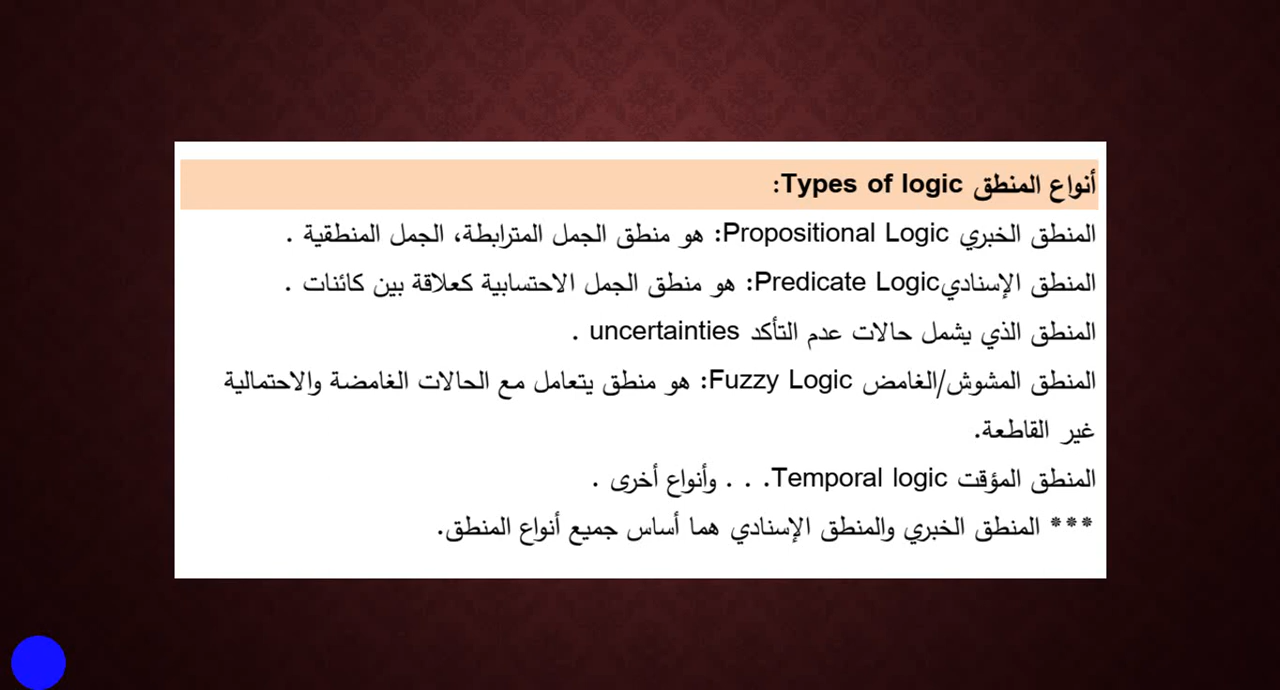 أنواع المنطق Types of logic:
المنطق الخبري Propositional Logic: هو منطق الجمل المترابطة، الجمل المنطقية .
المنطق الإسناديPredicate Logic: هو منطق الجمل الاحتسابية كعلاقة بين كائنات .
المنطق الذي يشمل حالات عدم التأكد uncertainties .
المنطق المشوش/الغامض Fuzzy Logic: هو منطق يتعامل مع الحالات الغامضة والاحتمالية
غير القاطعة.
المنطق المؤقت Temporal logic. . . وأنواع أخرى .
*** المنطق الخبري والمنطق الإسنادي هما أساس جميع أنواع المنطق.